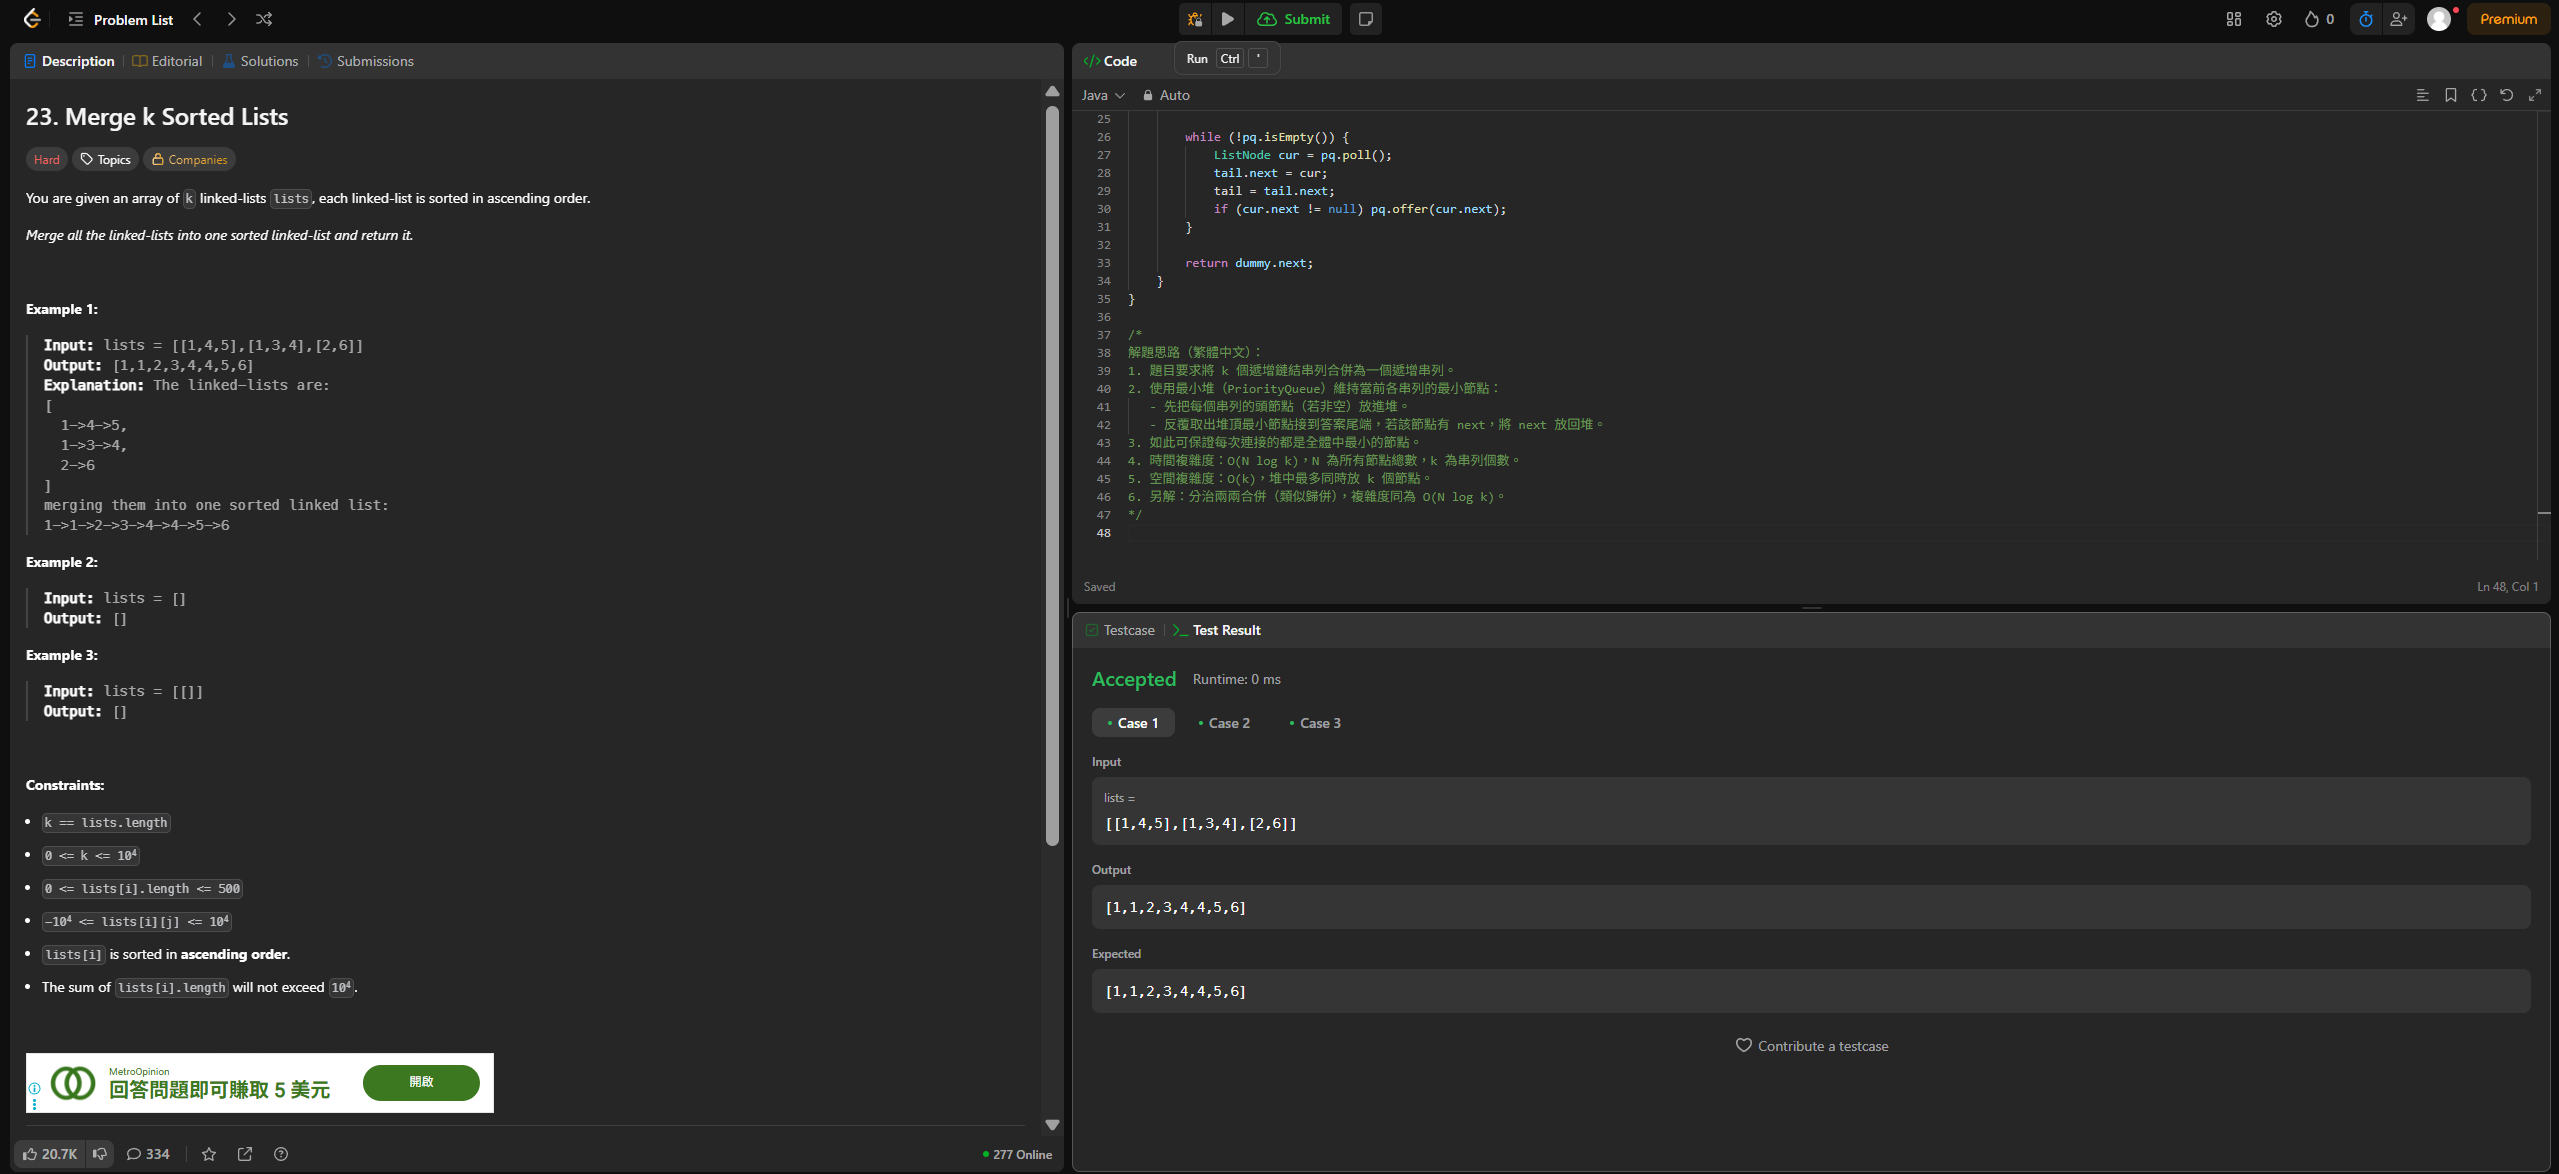 Problem List
Submit
0
Premium
Description
Editorial
Solutions
Submissions
23. Merge k Sorted Lists
Hard
Topics
Companies
You are given an array of k linked-lists lists, each linked-list is sorted in ascending order.
Merge all the linked-lists into one sorted linked-list and return it.
Example 1:
Input: lists = [[1,4,5],[1,3,4],[2,6]]
Output: [1,1,2,3,4,4,5,6]
Explanation: The linked-lists are:
[
  1->4->5,
  1->3->4,
  2->6
]
merging them into one sorted linked list:
1->1->2->3->4->4->5->6
Example 2:
Input: lists = []
Output: []
Example 3:
Input: lists = [[]]
Output: []
Constraints:
k == lists.length
0 <= k <= 10⁴
0 <= lists[i].length <= 500
-10⁴ <= lists[i][j] <= 10⁴
lists[i] is sorted in ascending order.
The sum of lists[i].length will not exceed 10⁴.
MetroOpinion
回答問題即可賺取 5 美元
開啟
20.7K
334
277 Online
Code
Run Ctrl '
Java
Auto
25
26 while (!pq.isEmpty()) {
27 ListNode cur = pq.poll();
28 tail.next = cur;
29 tail = tail.next;
30 if (cur.next != null) pq.offer(cur.next);
31 }
32
33 return dummy.next;
34 }
35 }
36
37 /*
38 解題思路（繁體中文）：
39 1. 題目要求將 k 個遞增鏈結串列合併為一個遞增串列。
40 2. 使用最小堆（PriorityQueue）維持當前各串列的最小節點：
41 - 先把每個串列的頭節點（若非空）放進堆。
42 - 反覆取出堆頂最小節點接到答案尾端，若該節點有 next，將 next 放回堆。
43 3. 如此可保證每次連接的都是全體中最小的節點。
44 4. 時間複雜度：O(N log k)，N 為所有節點總數，k 為串列個數。
45 5. 空間複雜度：O(k)，堆中最多同時放 k 個節點。
46 6. 另解：分治兩兩合併（類似歸併），複雜度同為 O(N log k)。
47 */
48
Saved
Ln 48, Col 1
Testcase
Test Result
Accepted
Runtime: 0 ms
Case 1
Case 2
Case 3
Input
lists =
[[1,4,5],[1,3,4],[2,6]]
Output
[1,1,2,3,4,4,5,6]
Expected
[1,1,2,3,4,4,5,6]
Contribute a testcase